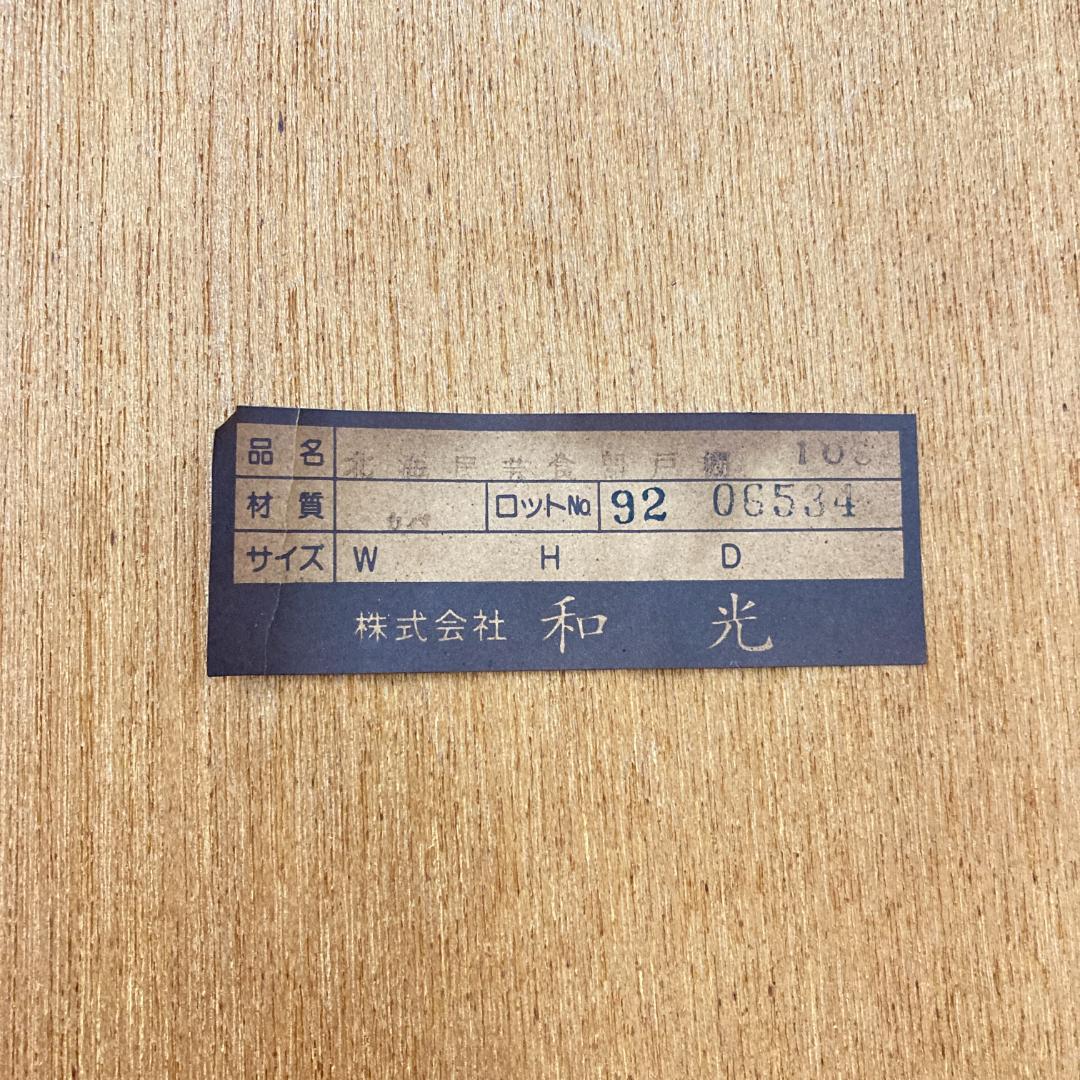 品名 北海民芸食器戸棚
材質 カバ ロットNo 92 06534
サイズ W H D
株式会社 和光